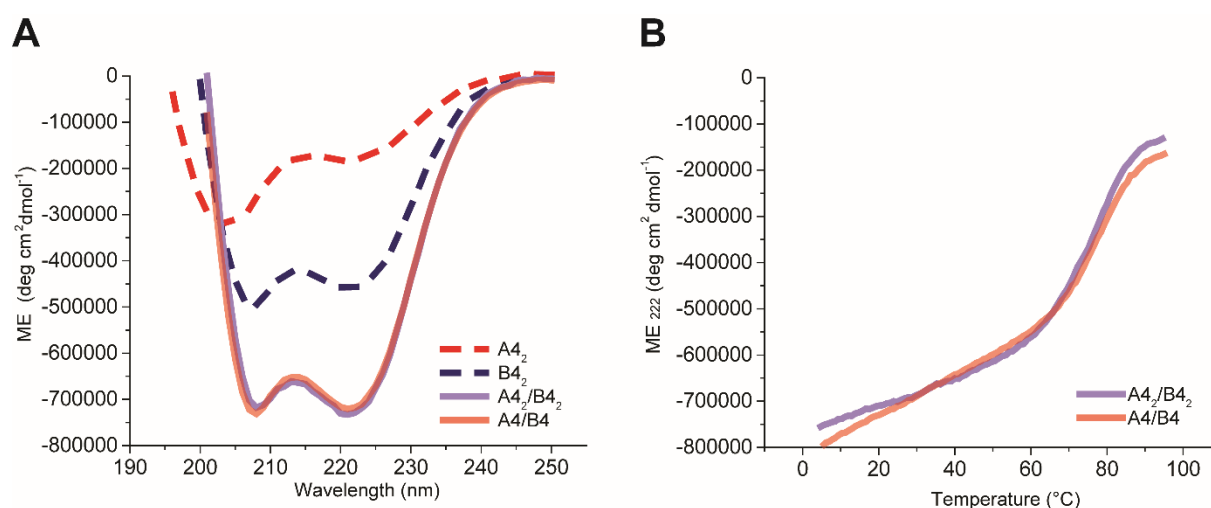 A
ME (deg cm²dmol⁻¹)
0
-100000
-200000
-300000
-400000
-500000
-600000
-700000
-800000
190 200 210 220 230 240 250
Wavelength (nm)
A4₂
B4₂
A4₂/B4₂
A4/B4
B
ME ₂₂₂ (deg cm² dmol⁻¹)
0
-100000
-200000
-300000
-400000
-500000
-600000
-700000
-800000
0 20 40 60 80 100
Temperature (°C)
A4₂/B4₂
A4/B4